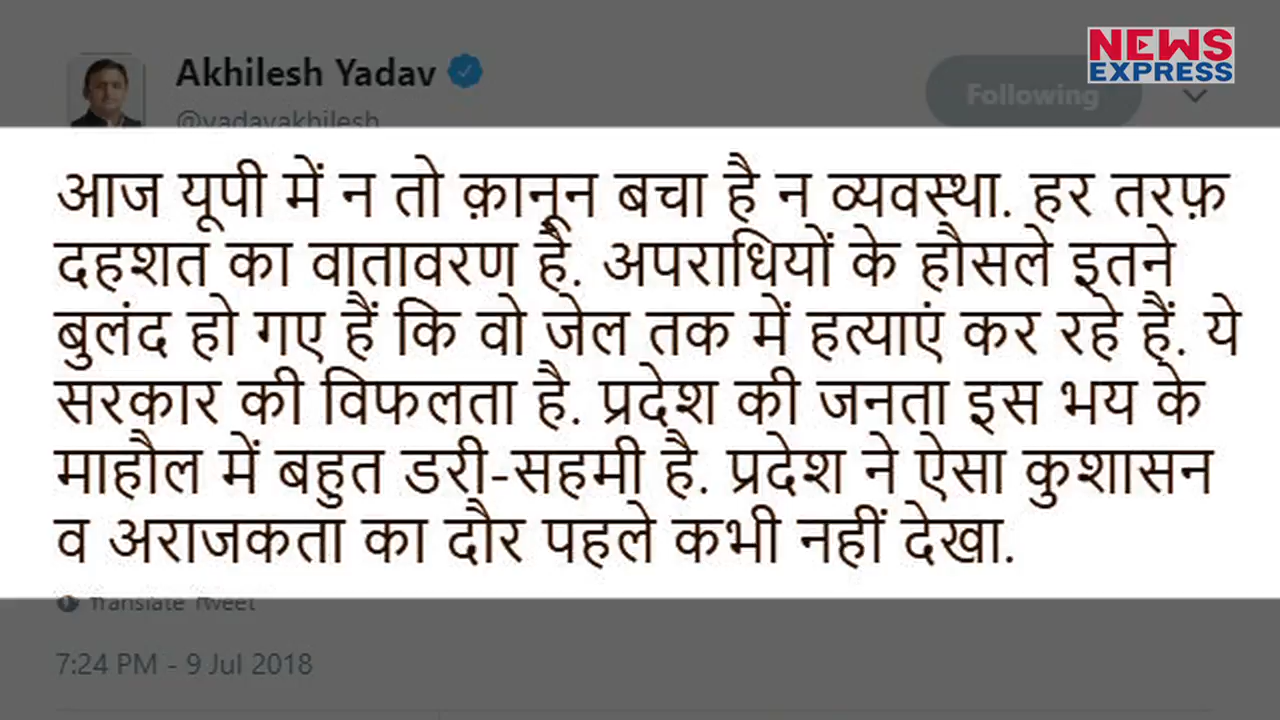 Akhilesh Yadav
@yadavakhilesh
Following
NEWS
EXPRESS
आज यूपी में न तो क़ानून बचा है न व्यवस्था. हर तरफ़
दहशत का वातावरण है. अपराधियों के हौसले इतने
बुलंद हो गए हैं कि वो जेल तक में हत्याएं कर रहे हैं. ये
सरकार की विफलता है. प्रदेश की जनता इस भय के
माहौल में बहुत डरी-सहमी है. प्रदेश ने ऐसा कुशासन
व अराजकता का दौर पहले कभी नहीं देखा.
Translate Tweet
7:24 PM - 9 Jul 2018